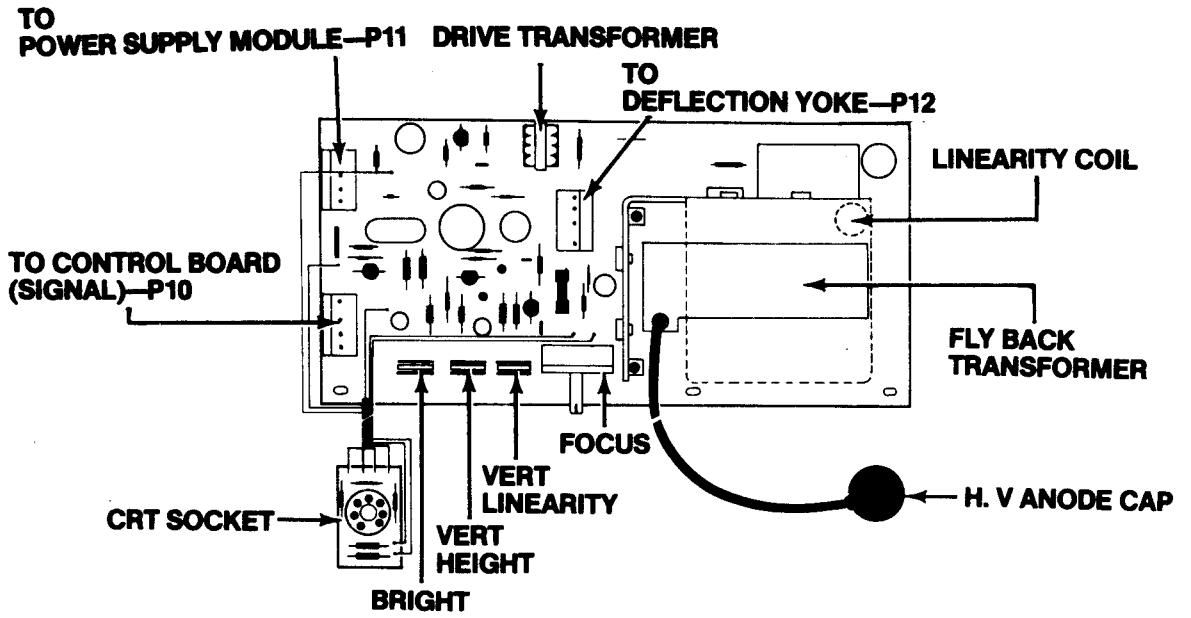 TO
POWER SUPPLY MODULE—P11
DRIVE TRANSFORMER
TO
DEFLECTION YOKE—P12
LINEARITY COIL
TO CONTROL BOARD
(SIGNAL)—P10
FLY BACK
TRANSFORMER
FOCUS
VERT
LINEARITY
H. V ANODE CAP
CRT SOCKET
VERT
HEIGHT
BRIGHT